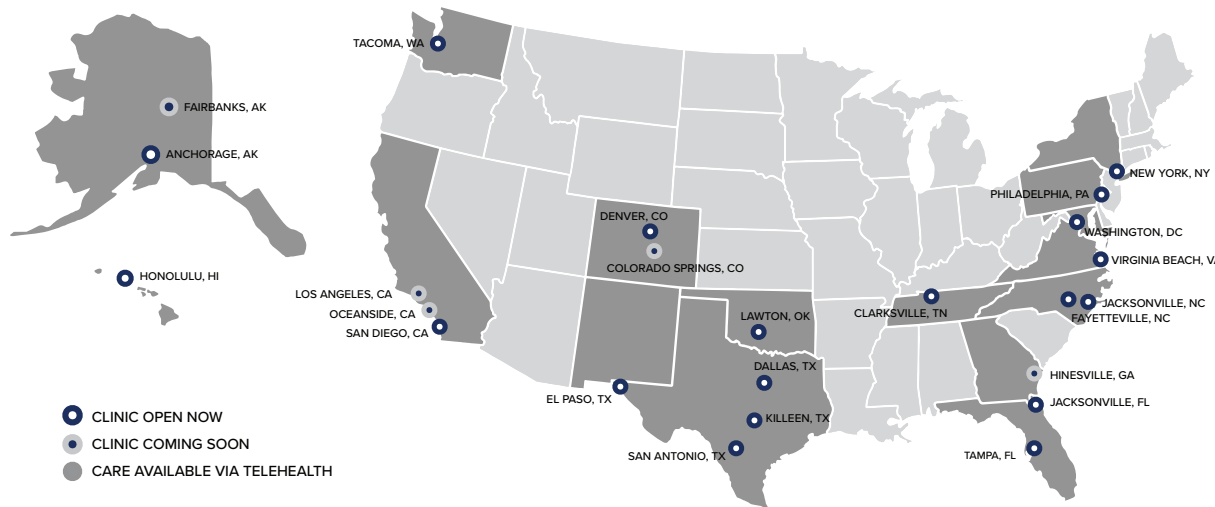 TACOMA, WA
FAIRBANKS, AK
ANCHORAGE, AK
NEW YORK, NY
PHILADELPHIA, PA
DENVER, CO
WASHINGTON, DC
COLORADO SPRINGS, CO
VIRGINIA BEACH, VA
HONOLULU, HI
LOS ANGELES, CA
OCEANSIDE, CA
SAN DIEGO, CA
CLARKSVILLE, TN
JACKSONVILLE, NC
FAYETTEVILLE, NC
LAWTON, OK
DALLAS, TX
HINESVILLE, GA
EL PASO, TX
JACKSONVILLE, FL
KILLEEN, TX
SAN ANTONIO, TX
TAMPA, FL
CLINIC OPEN NOW
CLINIC COMING SOON
CARE AVAILABLE VIA TELEHEALTH